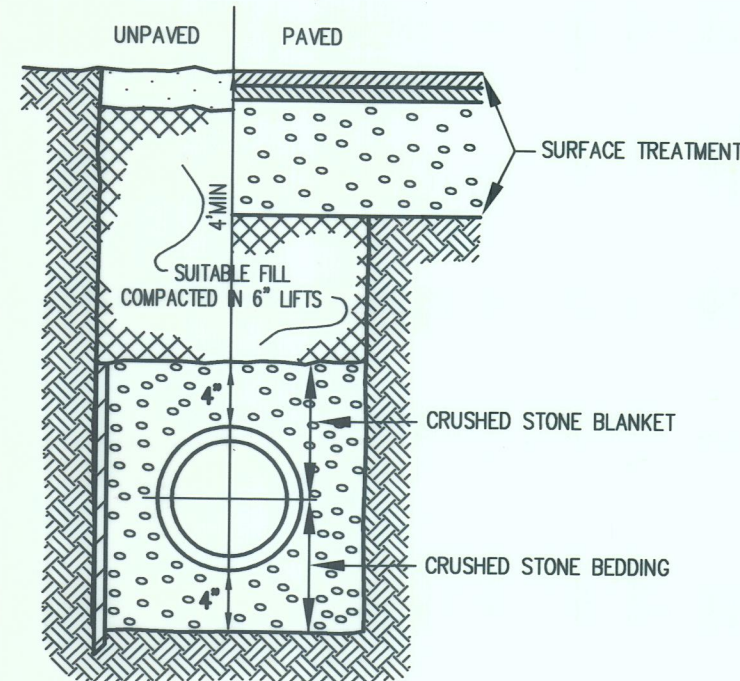 UNPAVED
PAVED
SURFACE TREATMENT
4'MIN
SUITABLE FILL
COMPACTED IN 6" LIFTS
4"
CRUSHED STONE BLANKET
CRUSHED STONE BEDDING
4"